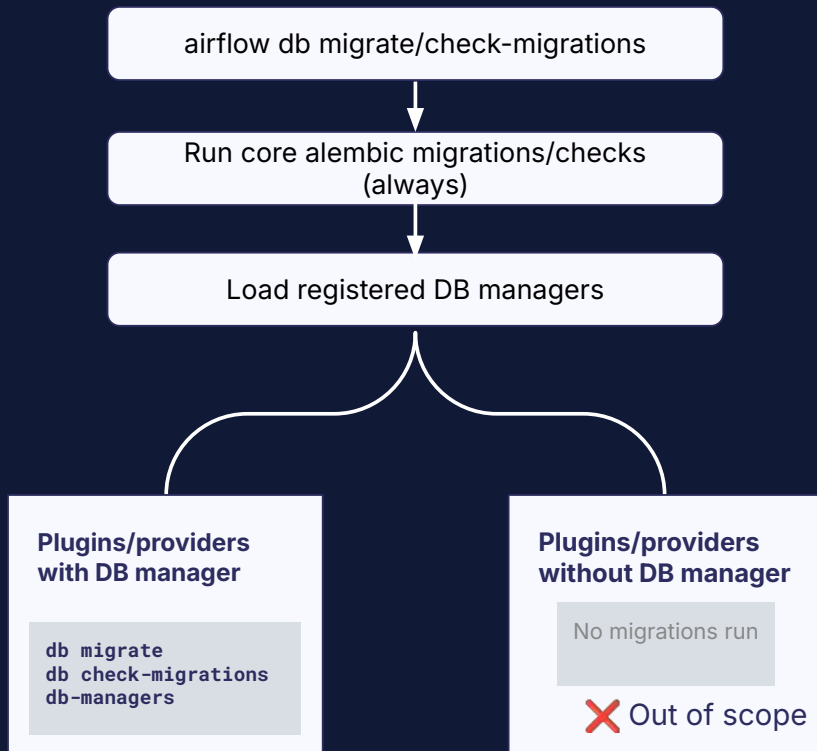 airflow db migrate/check-migrations
Run core alembic migrations/checks
(always)
Load registered DB managers
Plugins/providers
with DB manager
db migrate
db check-migrations
db-managers
Plugins/providers
without DB manager
No migrations run
❌ Out of scope